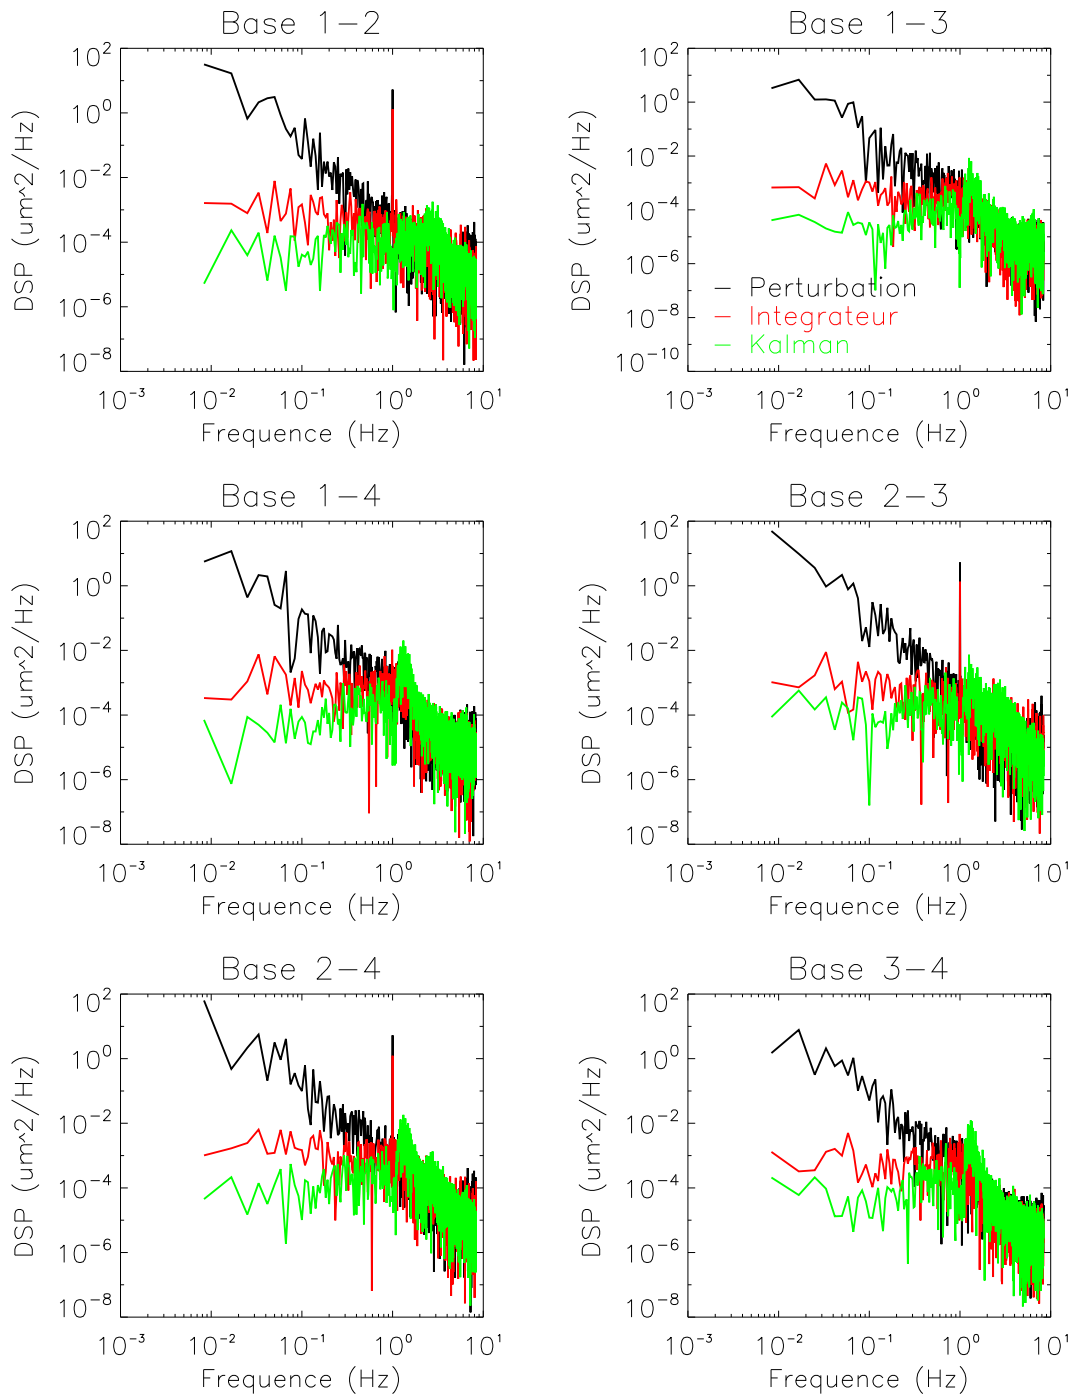 Base 1-2
DSP (um^2/Hz)
10^2
10^0
10^-2
10^-4
10^-6
10^-8
10^-3 10^-2 10^-1 10^0 10^1
Frequence (Hz)
Base 1-3
DSP (um^2/Hz)
10^2
10^0
10^-2
10^-4
10^-6
10^-8
10^-10
Perturbation
Integrateur
Kalman
10^-3 10^-2 10^-1 10^0 10^1
Frequence (Hz)
Base 1-4
DSP (um^2/Hz)
10^2
10^0
10^-2
10^-4
10^-6
10^-8
10^-3 10^-2 10^-1 10^0 10^1
Frequence (Hz)
Base 2-3
DSP (um^2/Hz)
10^2
10^0
10^-2
10^-4
10^-6
10^-8
10^-3 10^-2 10^-1 10^0 10^1
Frequence (Hz)
Base 2-4
DSP (um^2/Hz)
10^2
10^0
10^-2
10^-4
10^-6
10^-8
10^-3 10^-2 10^-1 10^0 10^1
Frequence (Hz)
Base 3-4
DSP (um^2/Hz)
10^2
10^0
10^-2
10^-4
10^-6
10^-8
10^-3 10^-2 10^-1 10^0 10^1
Frequence (Hz)